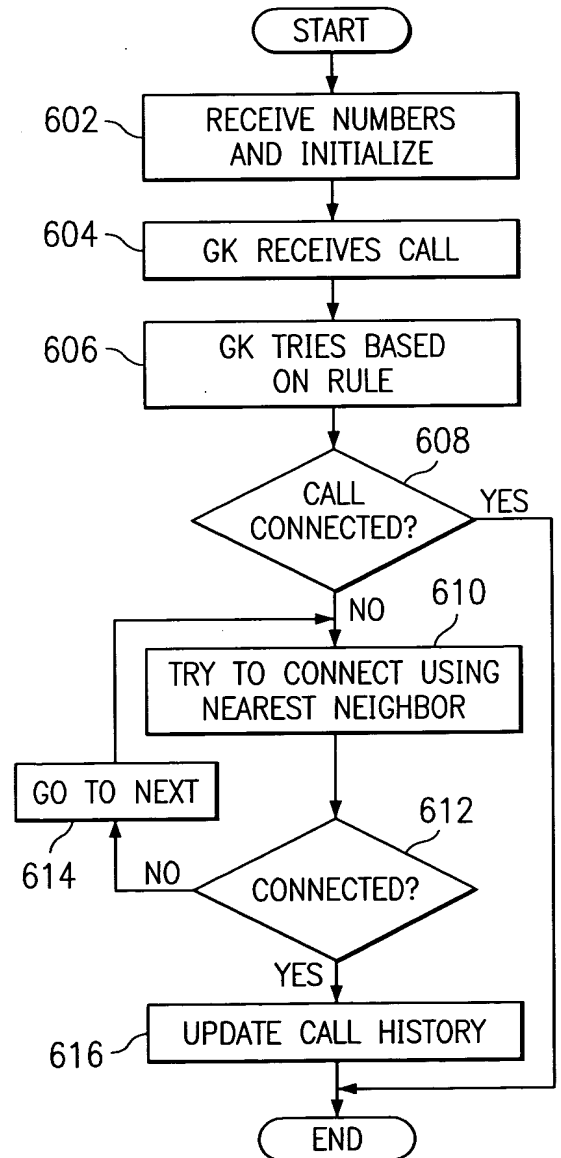 START
602
RECEIVE NUMBERS
AND INITIALIZE
604
GK RECEIVES CALL
606
GK TRIES BASED
ON RULE
608
CALL
CONNECTED?
YES
NO
610
TRY TO CONNECT USING
NEAREST NEIGHBOR
GO TO NEXT
614
612
NO
CONNECTED?
YES
616
UPDATE CALL HISTORY
END